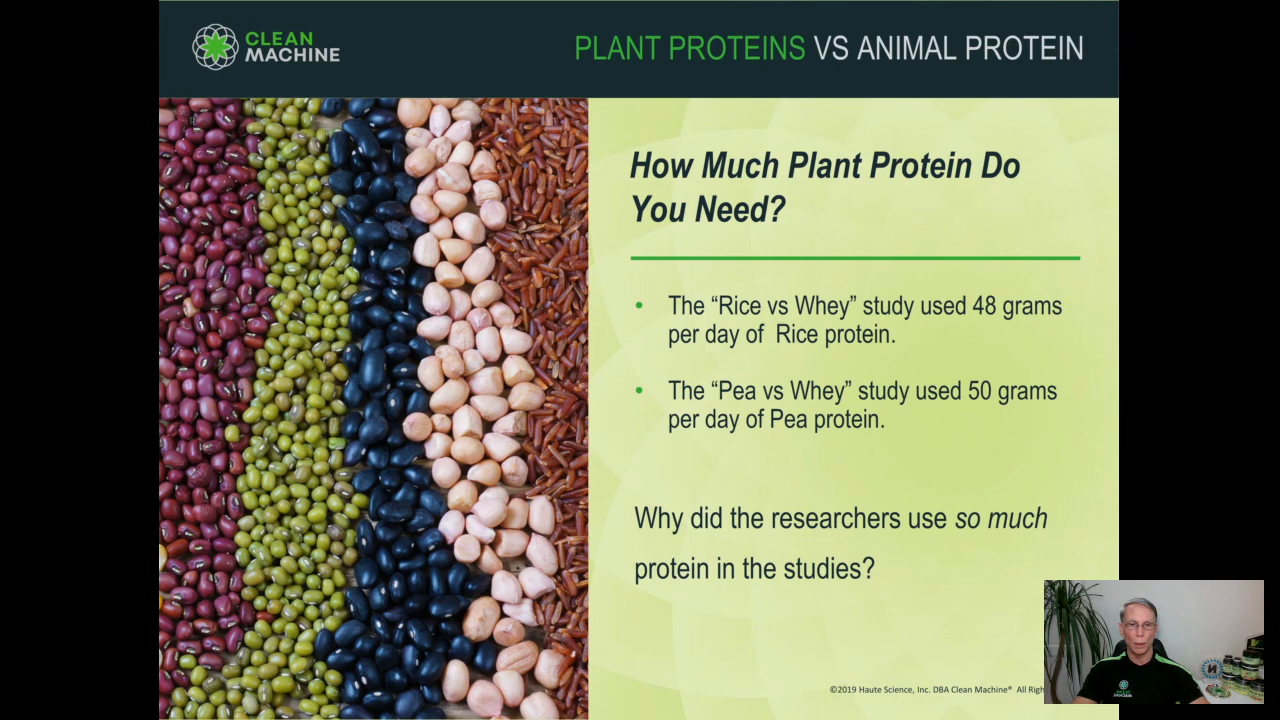 CLEAN
MACHINE
PLANT PROTEINS VS ANIMAL PROTEIN
How Much Plant Protein Do
You Need?
• The “Rice vs Whey” study used 48 grams
per day of Rice protein.
• The “Pea vs Whey” study used 50 grams
per day of Pea protein.
Why did the researchers use so much
protein in the studies?
©2019 Haute Science, Inc. DBA Clean Machine® All